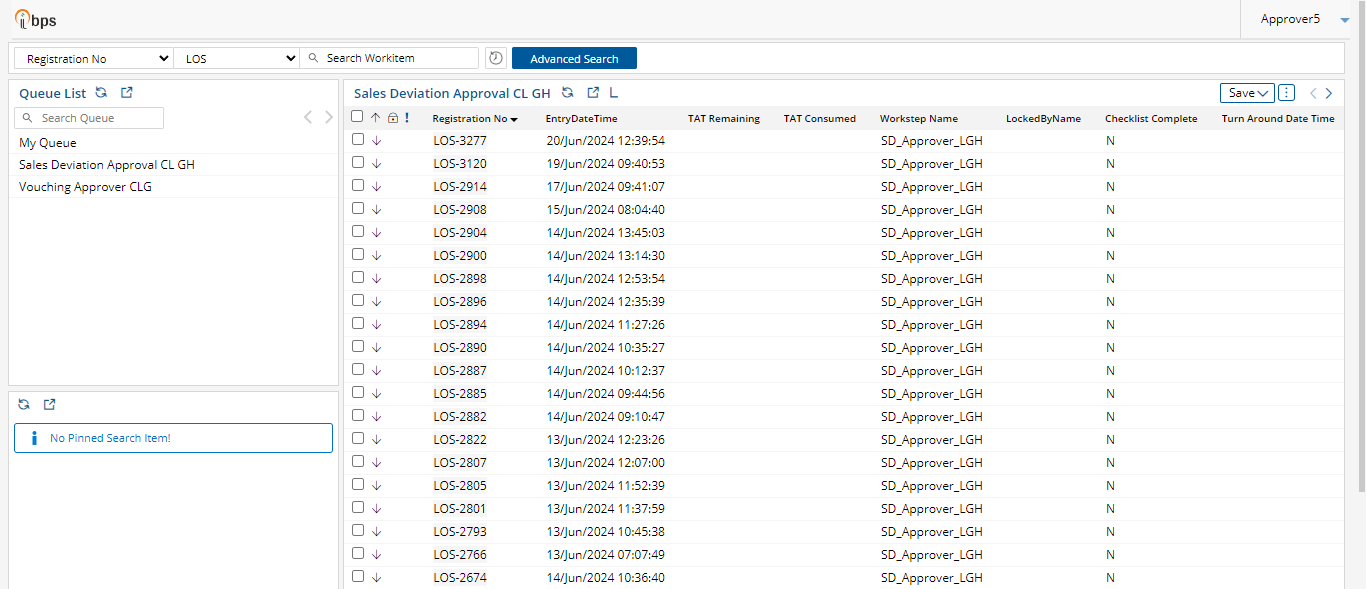 ibps
Approver5
Registration No LOS Search Workitem Advanced Search
Queue List
Search Queue
My Queue
Sales Deviation Approval CL GH
Vouching Approver CLG
No Pinned Search Item!
Sales Deviation Approval CL GH L Save
! Registration No EntryDateTime TAT Remaining TAT Consumed Workstep Name LockedByName Checklist Complete Turn Around Date Time
LOS-3277 20/Jun/2024 12:39:54 SD_Approver_LGH N
LOS-3120 19/Jun/2024 09:40:53 SD_Approver_LGH N
LOS-2914 17/Jun/2024 09:41:07 SD_Approver_LGH N
LOS-2908 15/Jun/2024 08:04:40 SD_Approver_LGH N
LOS-2904 14/Jun/2024 13:45:03 SD_Approver_LGH N
LOS-2900 14/Jun/2024 13:14:30 SD_Approver_LGH N
LOS-2898 14/Jun/2024 12:53:54 SD_Approver_LGH N
LOS-2896 14/Jun/2024 12:35:39 SD_Approver_LGH N
LOS-2894 14/Jun/2024 11:27:26 SD_Approver_LGH N
LOS-2890 14/Jun/2024 10:35:27 SD_Approver_LGH N
LOS-2887 14/Jun/2024 10:12:37 SD_Approver_LGH N
LOS-2885 14/Jun/2024 09:44:56 SD_Approver_LGH N
LOS-2882 14/Jun/2024 09:10:47 SD_Approver_LGH N
LOS-2822 13/Jun/2024 12:23:26 SD_Approver_LGH N
LOS-2807 13/Jun/2024 12:07:00 SD_Approver_LGH N
LOS-2805 13/Jun/2024 11:52:39 SD_Approver_LGH N
LOS-2801 13/Jun/2024 11:37:59 SD_Approver_LGH N
LOS-2793 13/Jun/2024 10:45:38 SD_Approver_LGH N
LOS-2766 13/Jun/2024 07:07:49 SD_Approver_LGH N
LOS-2674 14/Jun/2024 10:36:40 SD_Approver_LGH N